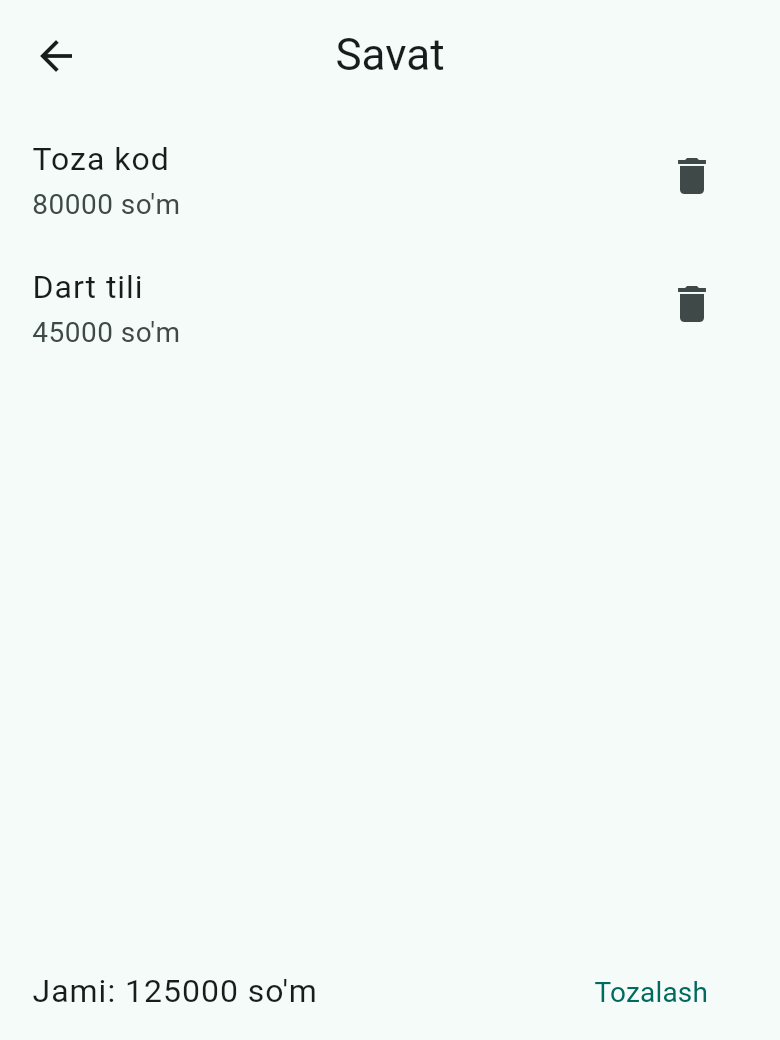 Savat
Toza kod
80000 so'm
Dart tili
45000 so'm
Jami: 125000 so'm
Tozalash